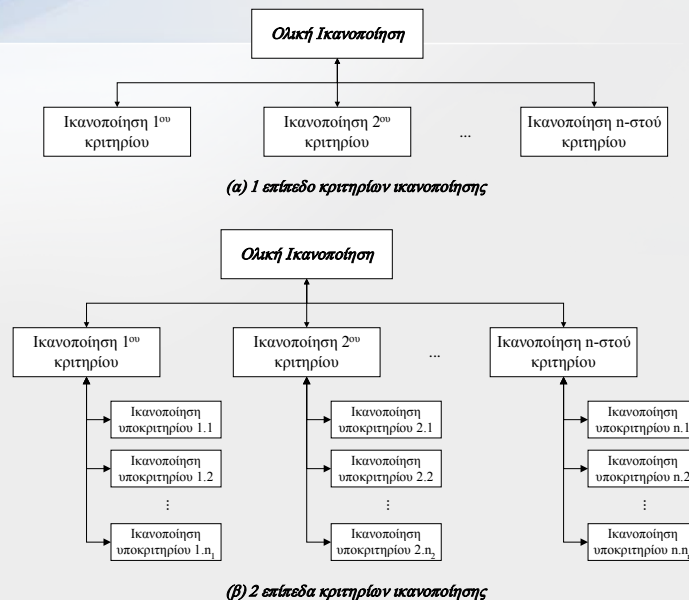 Ολική Ικανοποίηση
Ικανοποίηση 1ου
κριτηρίου
Ικανοποίηση 2ου
κριτηρίου
...
Ικανοποίηση n-στού
κριτηρίου
(α) 1 επίπεδο κριτηρίων ικανοποίησης
Ολική Ικανοποίηση
Ικανοποίηση 1ου
κριτηρίου
Ικανοποίηση 2ου
κριτηρίου
...
Ικανοποίηση n-στού
κριτηρίου
Ικανοποίηση
υποκριτηρίου 1.1
Ικανοποίηση
υποκριτηρίου 2.1
Ικανοποίηση
υποκριτηρίου n.1
Ικανοποίηση
υποκριτηρίου 1.2
Ικανοποίηση
υποκριτηρίου 2.2
Ικανοποίηση
υποκριτηρίου n.2
⋮
⋮
⋮
Ικανοποίηση
υποκριτηρίου 1.n1
Ικανοποίηση
υποκριτηρίου 2.n2
Ικανοποίηση
υποκριτηρίου
(β) 2 επίπεδα κριτηρίων ικανοποίησης